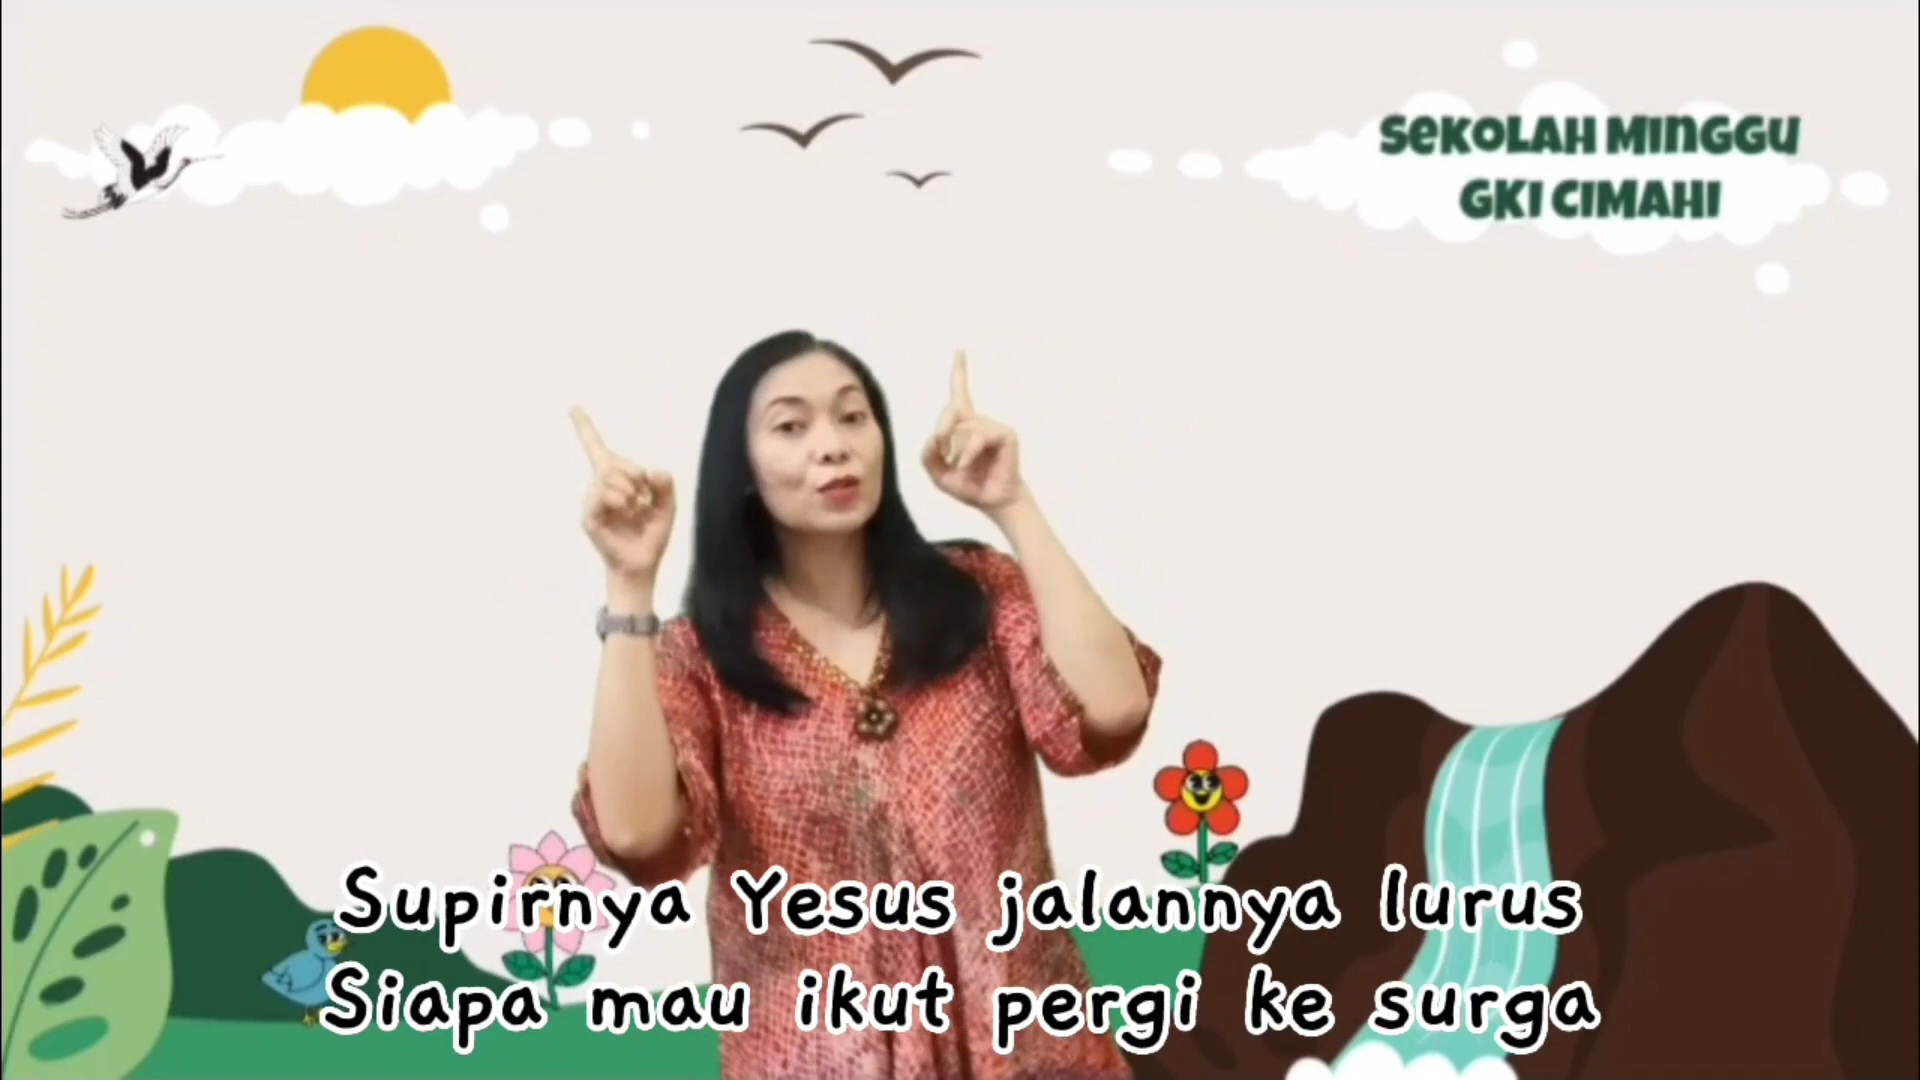 SEKOLAH MINGGU
GKI CIMAHI
Supirnya Yesus jalannya lurus
Siapa mau ikut pergi ke surga